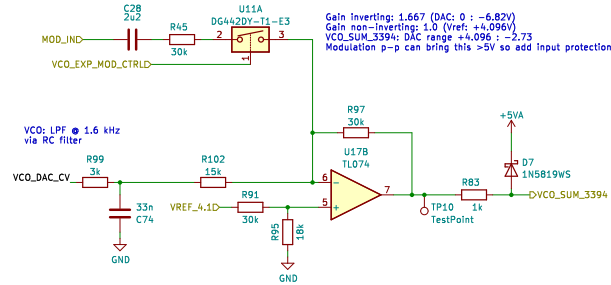 C28
2u2
R45
30k
U11A
DG442DY-T1-E3
2
3
1
MOD_IN
VCO_EXP_MOD_CTRL
Gain inverting: 1.667 (DAC: 0 : -6.82V)
Gain non-inverting: 1.0 (Vref: +4.096V)
VCO_SUM_3394: DAC range +4.096 : -2.73
Modulation p-p can bring this >5V so add input protection
VCO: LPF @ 1.6 kHz
via RC filter
R97
30k
U17B
TL074
+5VA
D7
1N5819WS
VCO_DAC_CV
R99
3k
R102
15k
6
-
7
5
+
R83
1k
VCO_SUM_3394
33n
C74
GND
VREF_4.1
R91
30k
R95
18k
GND
TP10
TestPoint